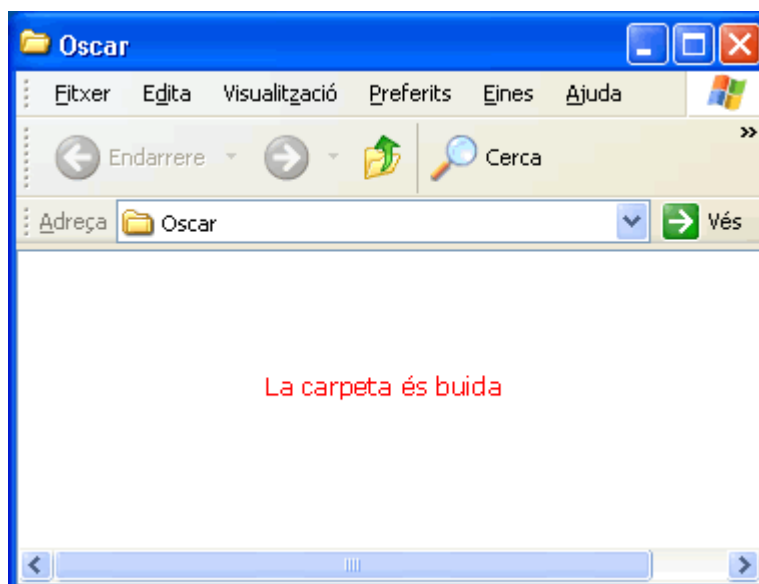 Oscar
Fitxer Edita Visualització Preferits Eines Ajuda
Endarrere Cerca »
Adreça Oscar Vés
La carpeta és buida